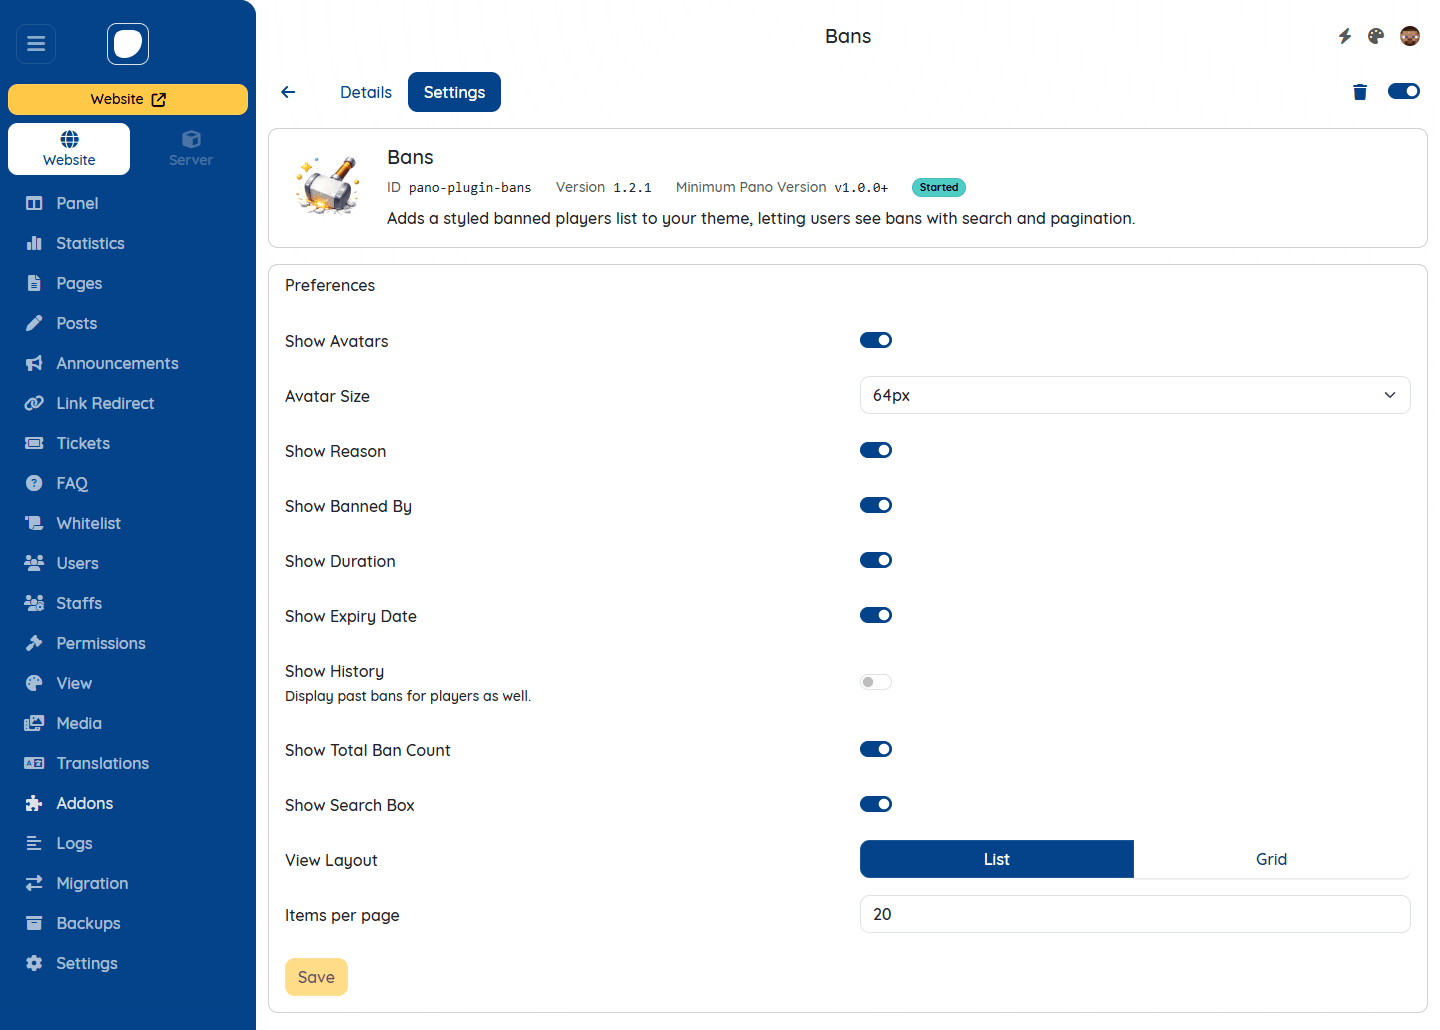 Bans
Website
Website
Server
Panel
Statistics
Pages
Posts
Announcements
Link Redirect
Tickets
FAQ
Whitelist
Users
Staffs
Permissions
View
Media
Translations
Addons
Logs
Migration
Backups
Settings
Details
Settings
Bans
ID pano-plugin-bans Version 1.2.1 Minimum Pano Version v1.0.0+ Started
Adds a styled banned players list to your theme, letting users see bans with search and pagination.
Preferences
Show Avatars
Avatar Size 64px
Show Reason
Show Banned By
Show Duration
Show Expiry Date
Show History
Display past bans for players as well.
Show Total Ban Count
Show Search Box
View Layout List Grid
Items per page 20
Save